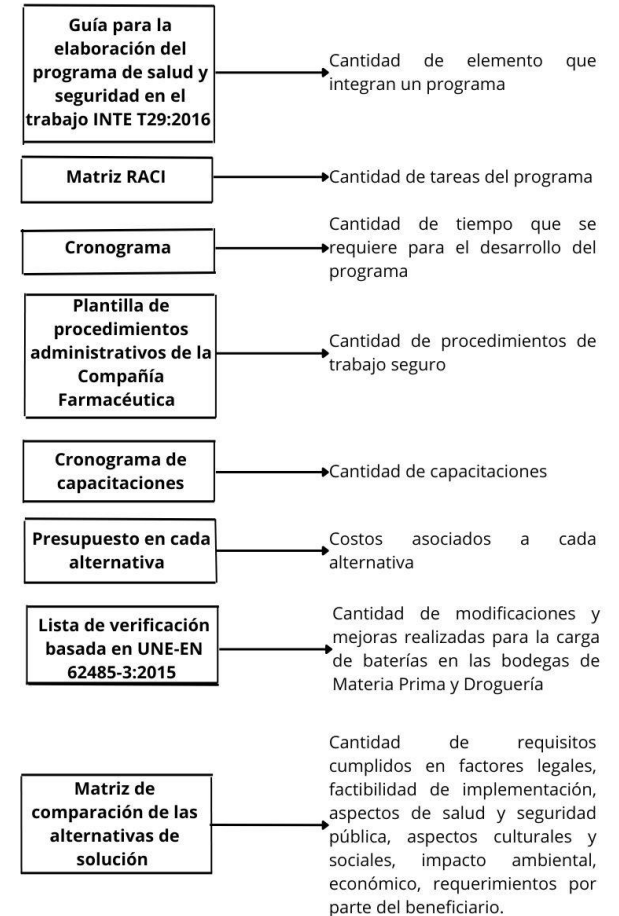 Guía para la
elaboración del
programa de salud y
seguridad en el
trabajo INTE T29:2016
Cantidad de elemento que
integran un programa
Matriz RACI
Cantidad de tareas del programa
Cronograma
Cantidad de tiempo que se
requiere para el desarrollo del
programa
Plantilla de
procedimientos
administrativos de la
Compañía
Farmacéutica
Cantidad de procedimientos de
trabajo seguro
Cronograma de
capacitaciones
Cantidad de capacitaciones
Presupuesto en cada
alternativa
Costos asociados a cada
alternativa
Lista de verificación
basada en UNE-EN
62485-3:2015
Cantidad de modificaciones y
mejoras realizadas para la carga
de baterías en las bodegas de
Materia Prima y Droguería
Matriz de
comparación de las
alternativas de
solución
Cantidad de requisitos
cumplidos en factores legales,
factibilidad de implementación,
aspectos de salud y seguridad
pública, aspectos culturales y
sociales, impacto ambiental,
económico, requerimientos por
parte del beneficiario.